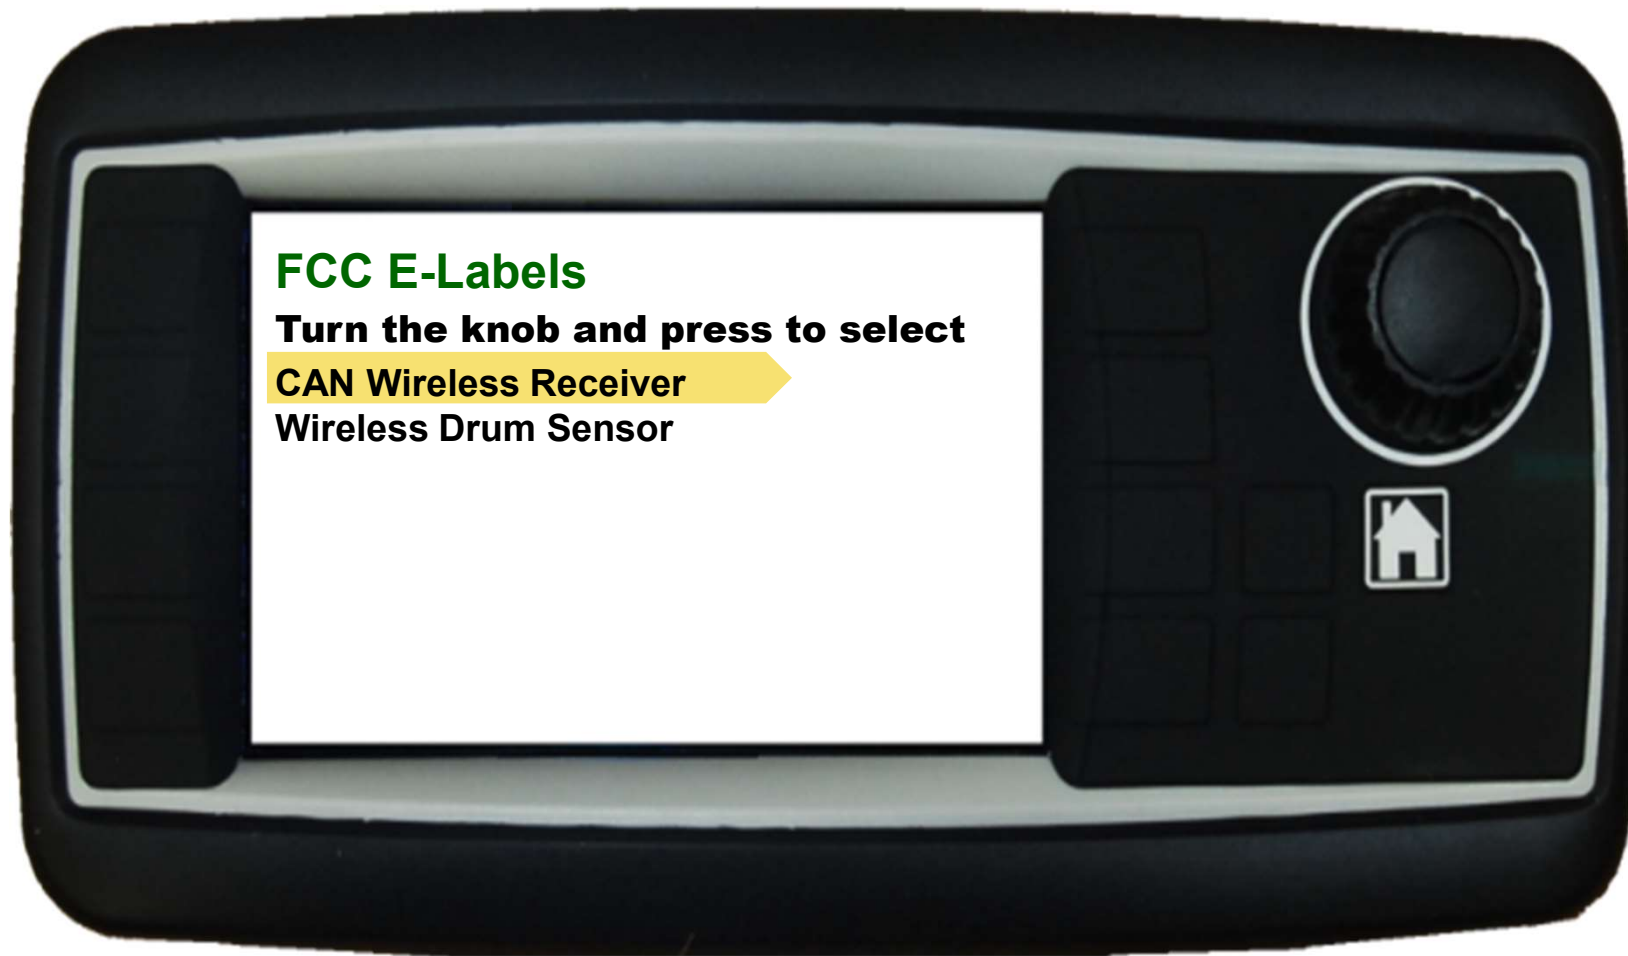 FCC E-Labels
Turn the knob and press to select
CAN Wireless Receiver
Wireless Drum Sensor